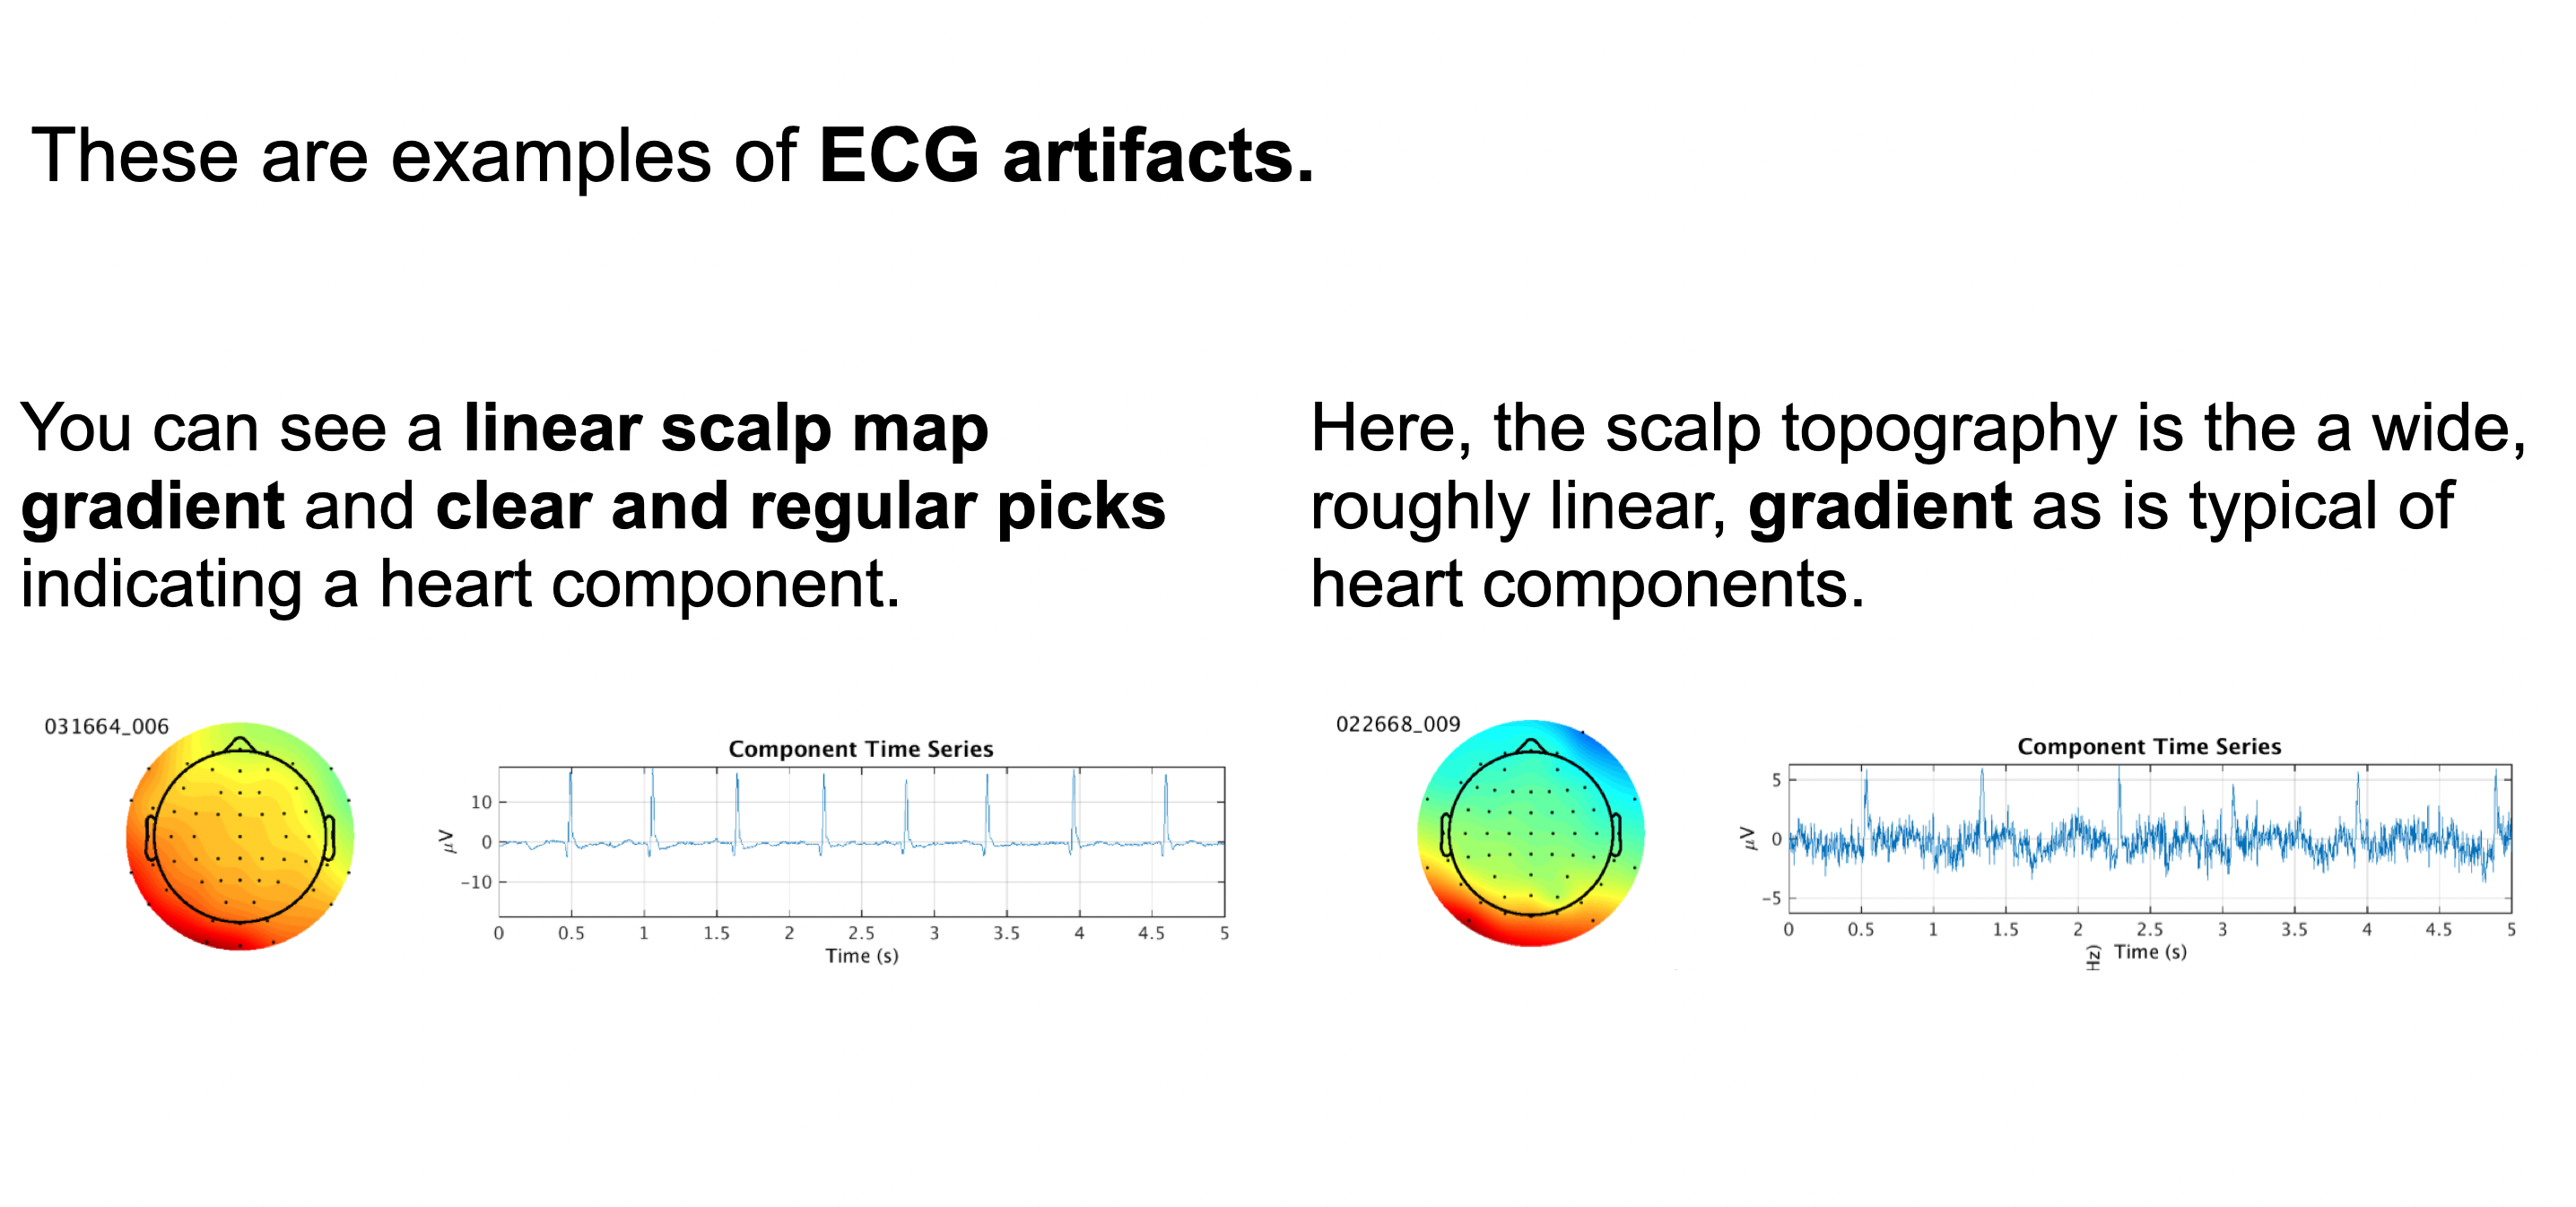 These are examples of ECG artifacts.
You can see a linear scalp map
gradient and clear and regular picks
indicating a heart component.
Here, the scalp topography is the a wide,
roughly linear, gradient as is typical of
heart components.
031664_006
Component Time Series
10
0
-10
μV
0 0.5 1 1.5 2 2.5 3 3.5 4 4.5 5
Time (s)
022668_009
Component Time Series
5
0
-5
μV
0 0.5 1 1.5 2 2.5 3 3.5 4 4.5 5
Hz)
Time (s)